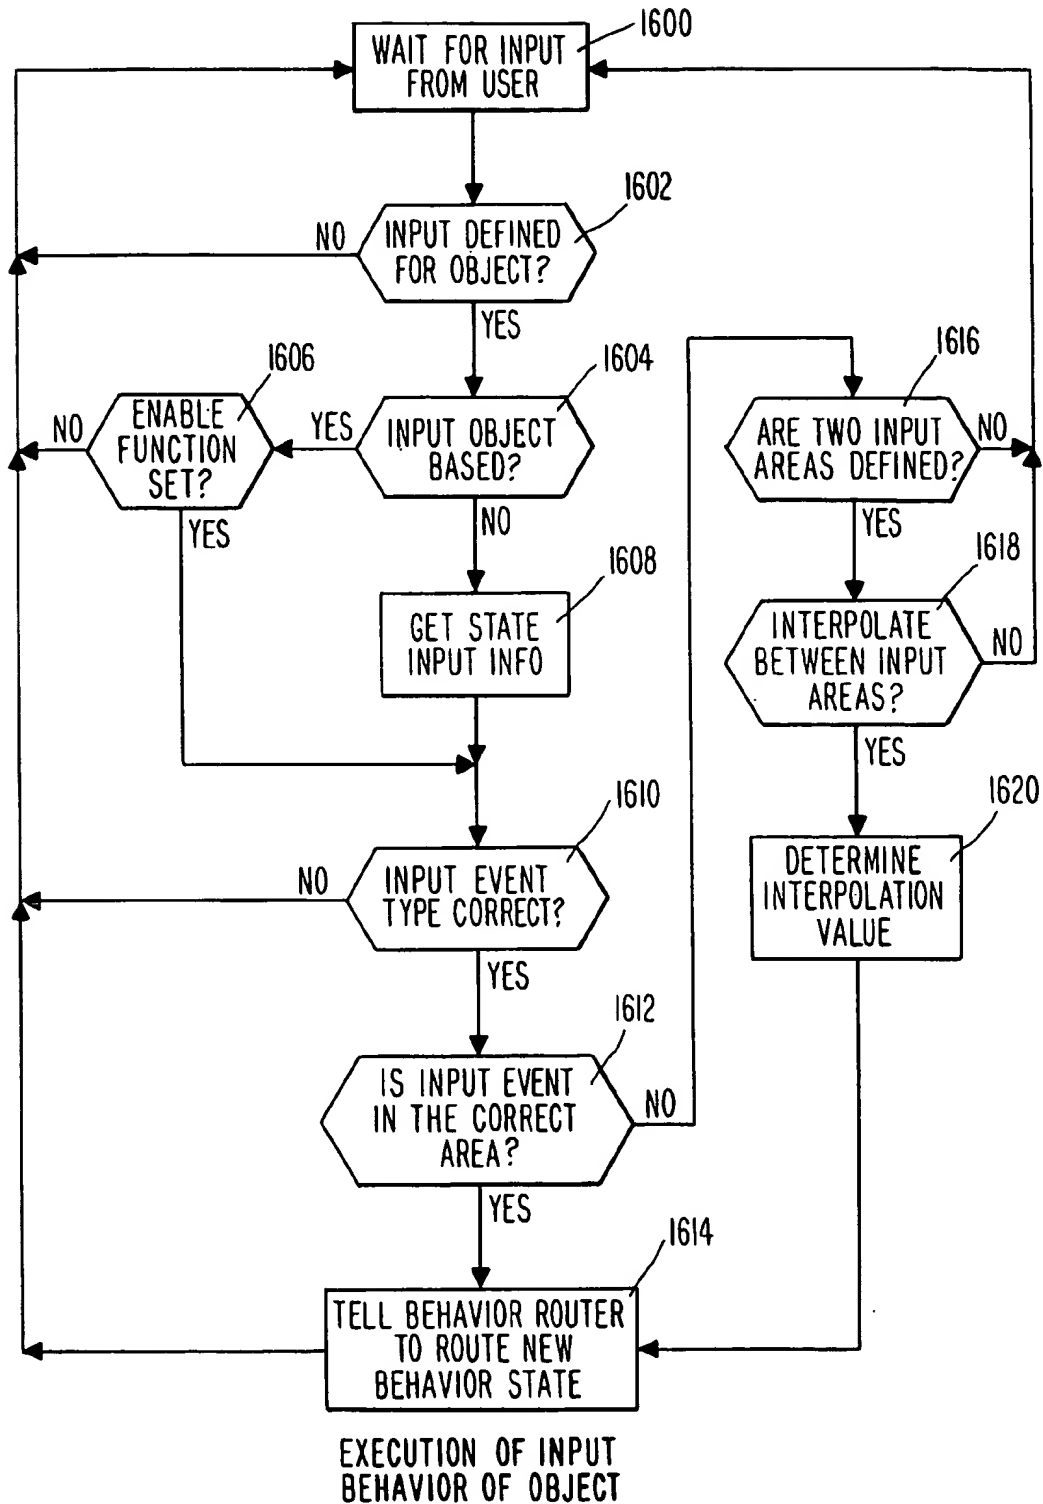 1600
WAIT FOR INPUT
FROM USER
1602
NO
INPUT DEFINED
FOR OBJECT?
YES
1606
1604
1616
ENABLE
FUNCTION
SET?
NO
YES
INPUT OBJECT
BASED?
ARE TWO INPUT
AREAS DEFINED?
NO
YES
NO
YES
1608
1618
GET STATE
INPUT INFO
INTERPOLATE
BETWEEN INPUT
AREAS?
NO
YES
1610
1620
NO
INPUT EVENT
TYPE CORRECT?
DETERMINE
INTERPOLATION
VALUE
YES
1612
IS INPUT EVENT
IN THE CORRECT
AREA?
NO
YES
1614
TELL BEHAVIOR ROUTER
TO ROUTE NEW
BEHAVIOR STATE
EXECUTION OF INPUT
BEHAVIOR OF OBJECT